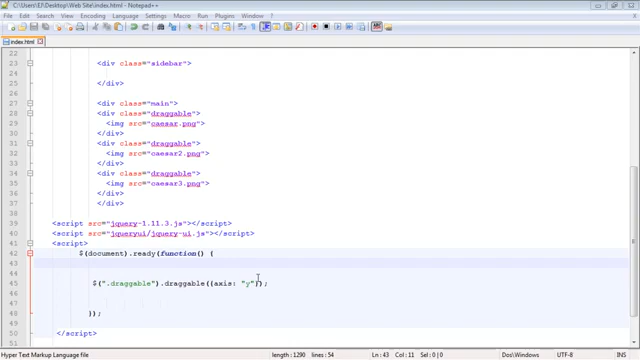 C:\Users\EJ\Desktop\Web Site\index.html - Notepad++
File Edit Search View Encoding Language Settings Macro Run Plugins Window ?
index.html
22
23 <div class="sidebar">
24
25 </div>
26
27 <div class="main">
28 <div class="draggable">
29 <img src="caesar.png">
30 </div>
31 <div class="draggable">
32 <img src="caesar2.png">
33 </div>
34 <div class="draggable">
35 <img src="caesar3.png">
36 </div>
37 </div>
38
39 <script src="jquery-1.11.3.js"></script>
40 <script src="jqueryui/jquery-ui.js"></script>
41 <script>
42 $(document).ready(function() {
43
44
45 $(".draggable").draggable({axis: "y"});
46
47
48 });
49
50 </script>
51
Hyper Text Markup Language file length : 1290 lines : 54 Ln : 43 Col : 11 Sel : 0 | 0 Dos\Windows UTF-8 INS